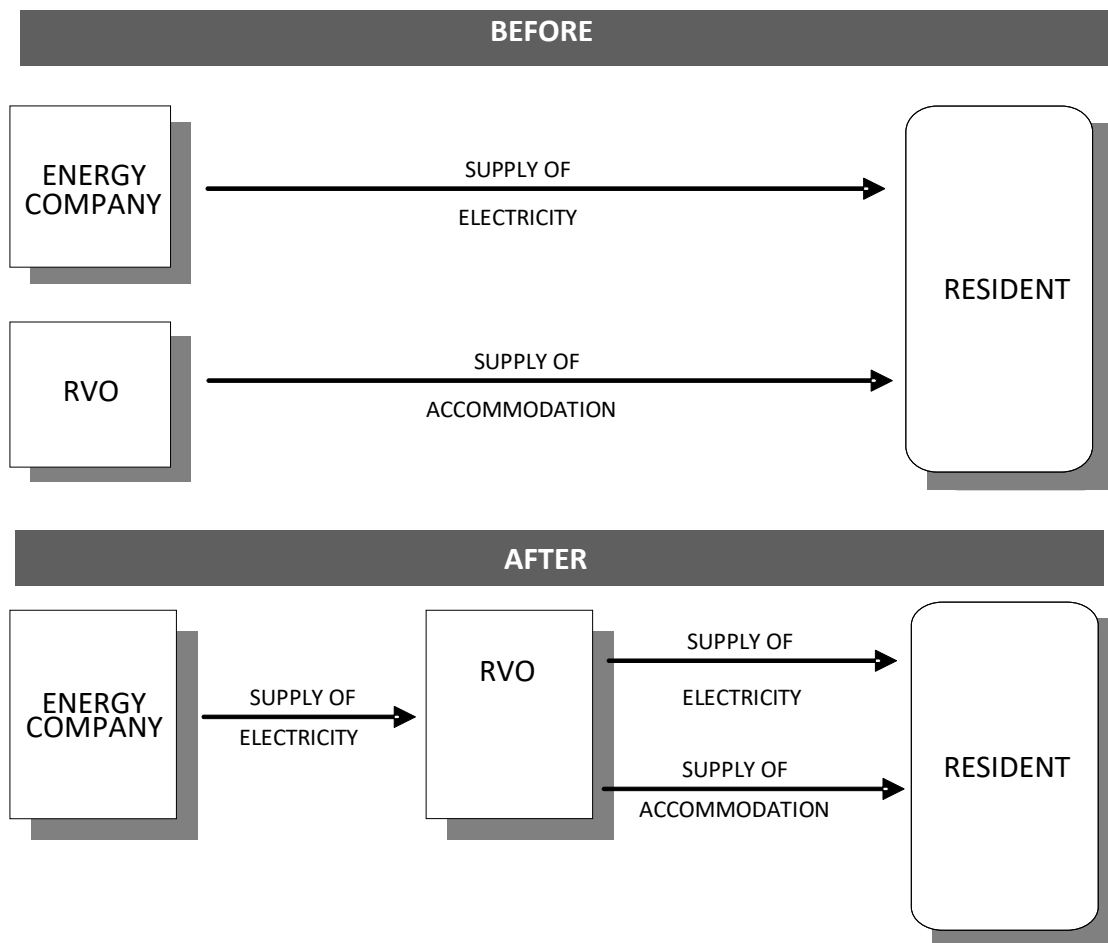 BEFORE
ENERGY
COMPANY
SUPPLY OF
ELECTRICITY
RESIDENT
RVO
SUPPLY OF
ACCOMMODATION
AFTER
ENERGY
COMPANY
SUPPLY OF
ELECTRICITY
RVO
SUPPLY OF
ELECTRICITY
SUPPLY OF
ACCOMMODATION
RESIDENT